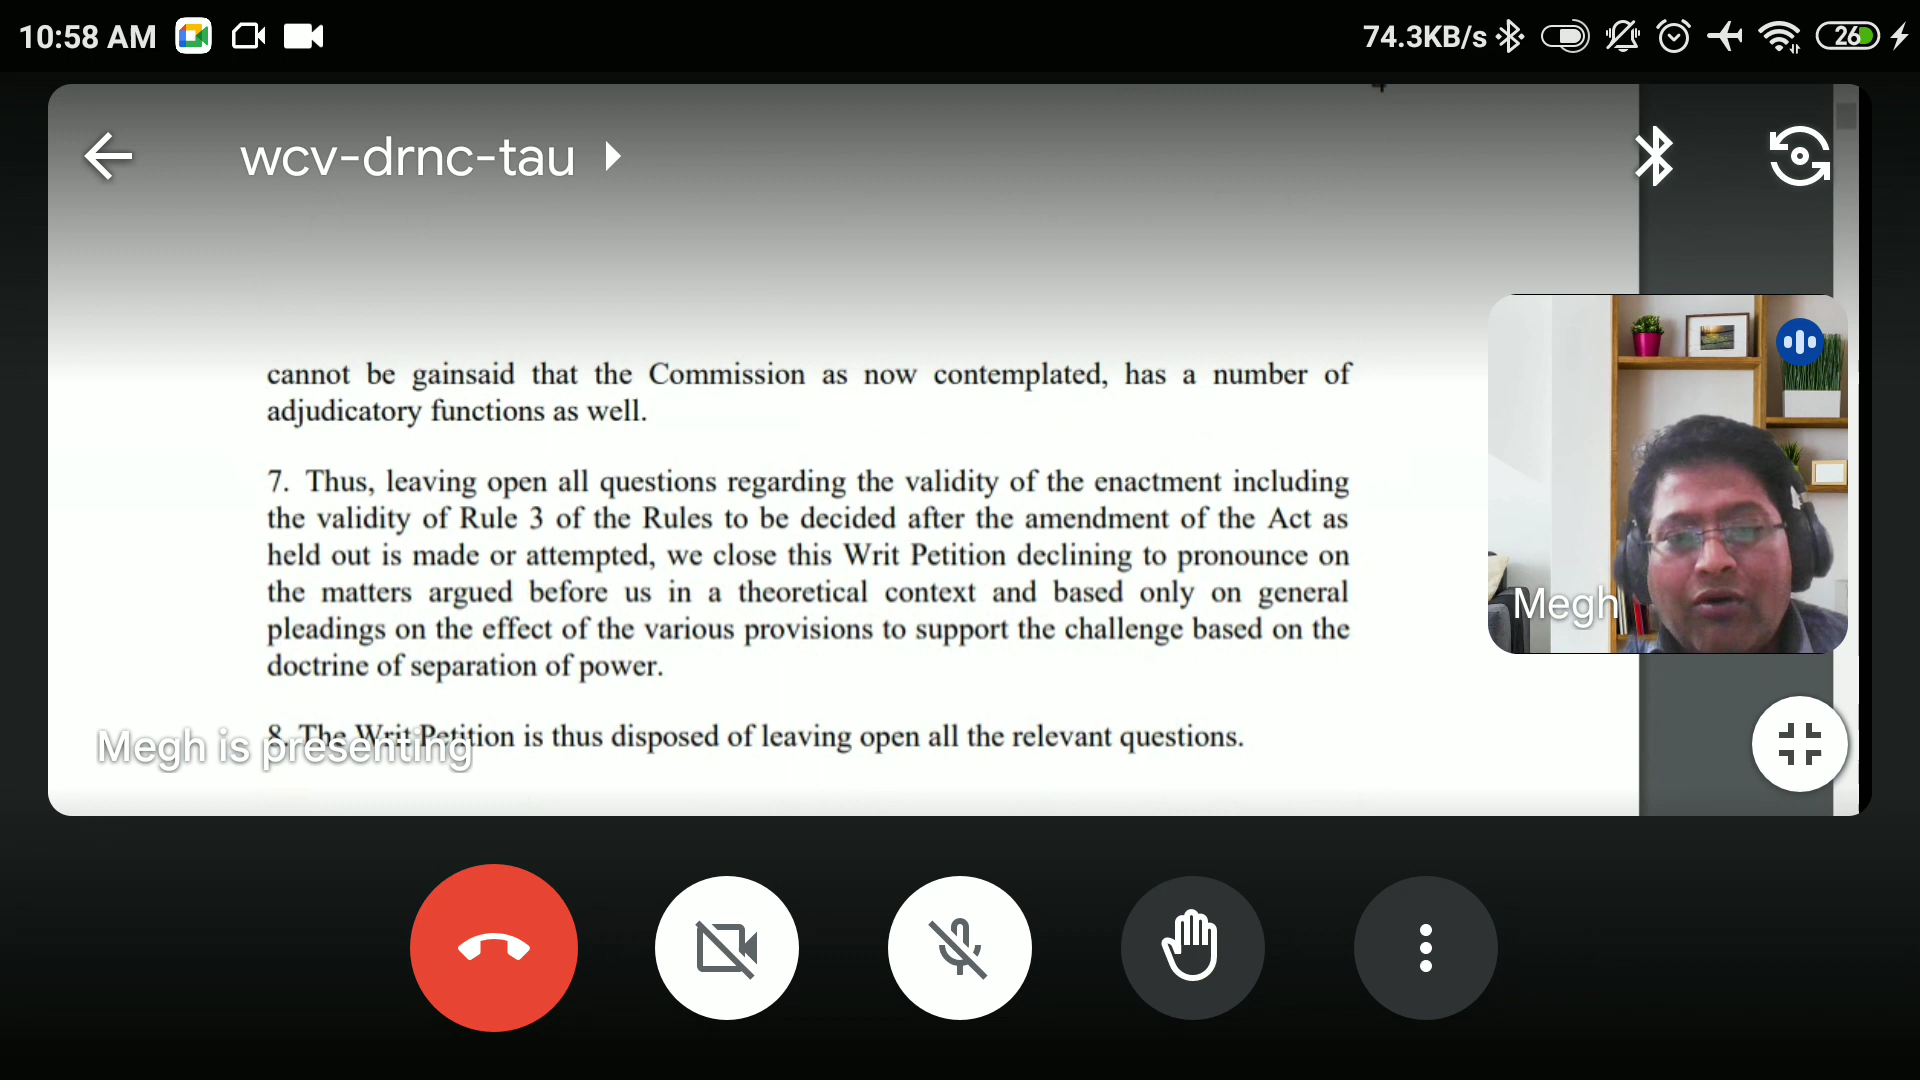 10:58 AM
74.3KB/s
26
wcv-drnc-tau
cannot be gainsaid that the Commission as now contemplated, has a number of
adjudicatory functions as well.
7. Thus, leaving open all questions regarding the validity of the enactment including
the validity of Rule 3 of the Rules to be decided after the amendment of the Act as
held out is made or attempted, we close this Writ Petition declining to pronounce on
the matters argued before us in a theoretical context and based only on general
pleadings on the effect of the various provisions to support the challenge based on the
doctrine of separation of power.
Megh
8. The Writ Petition is thus disposed of leaving open all the relevant questions.
Megh is presenting